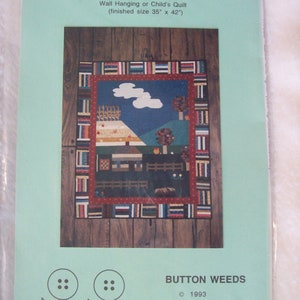 Wall Hanging or Child's Quilt
(finished size 35" x 42")
BUTTON WEEDS
© 1993